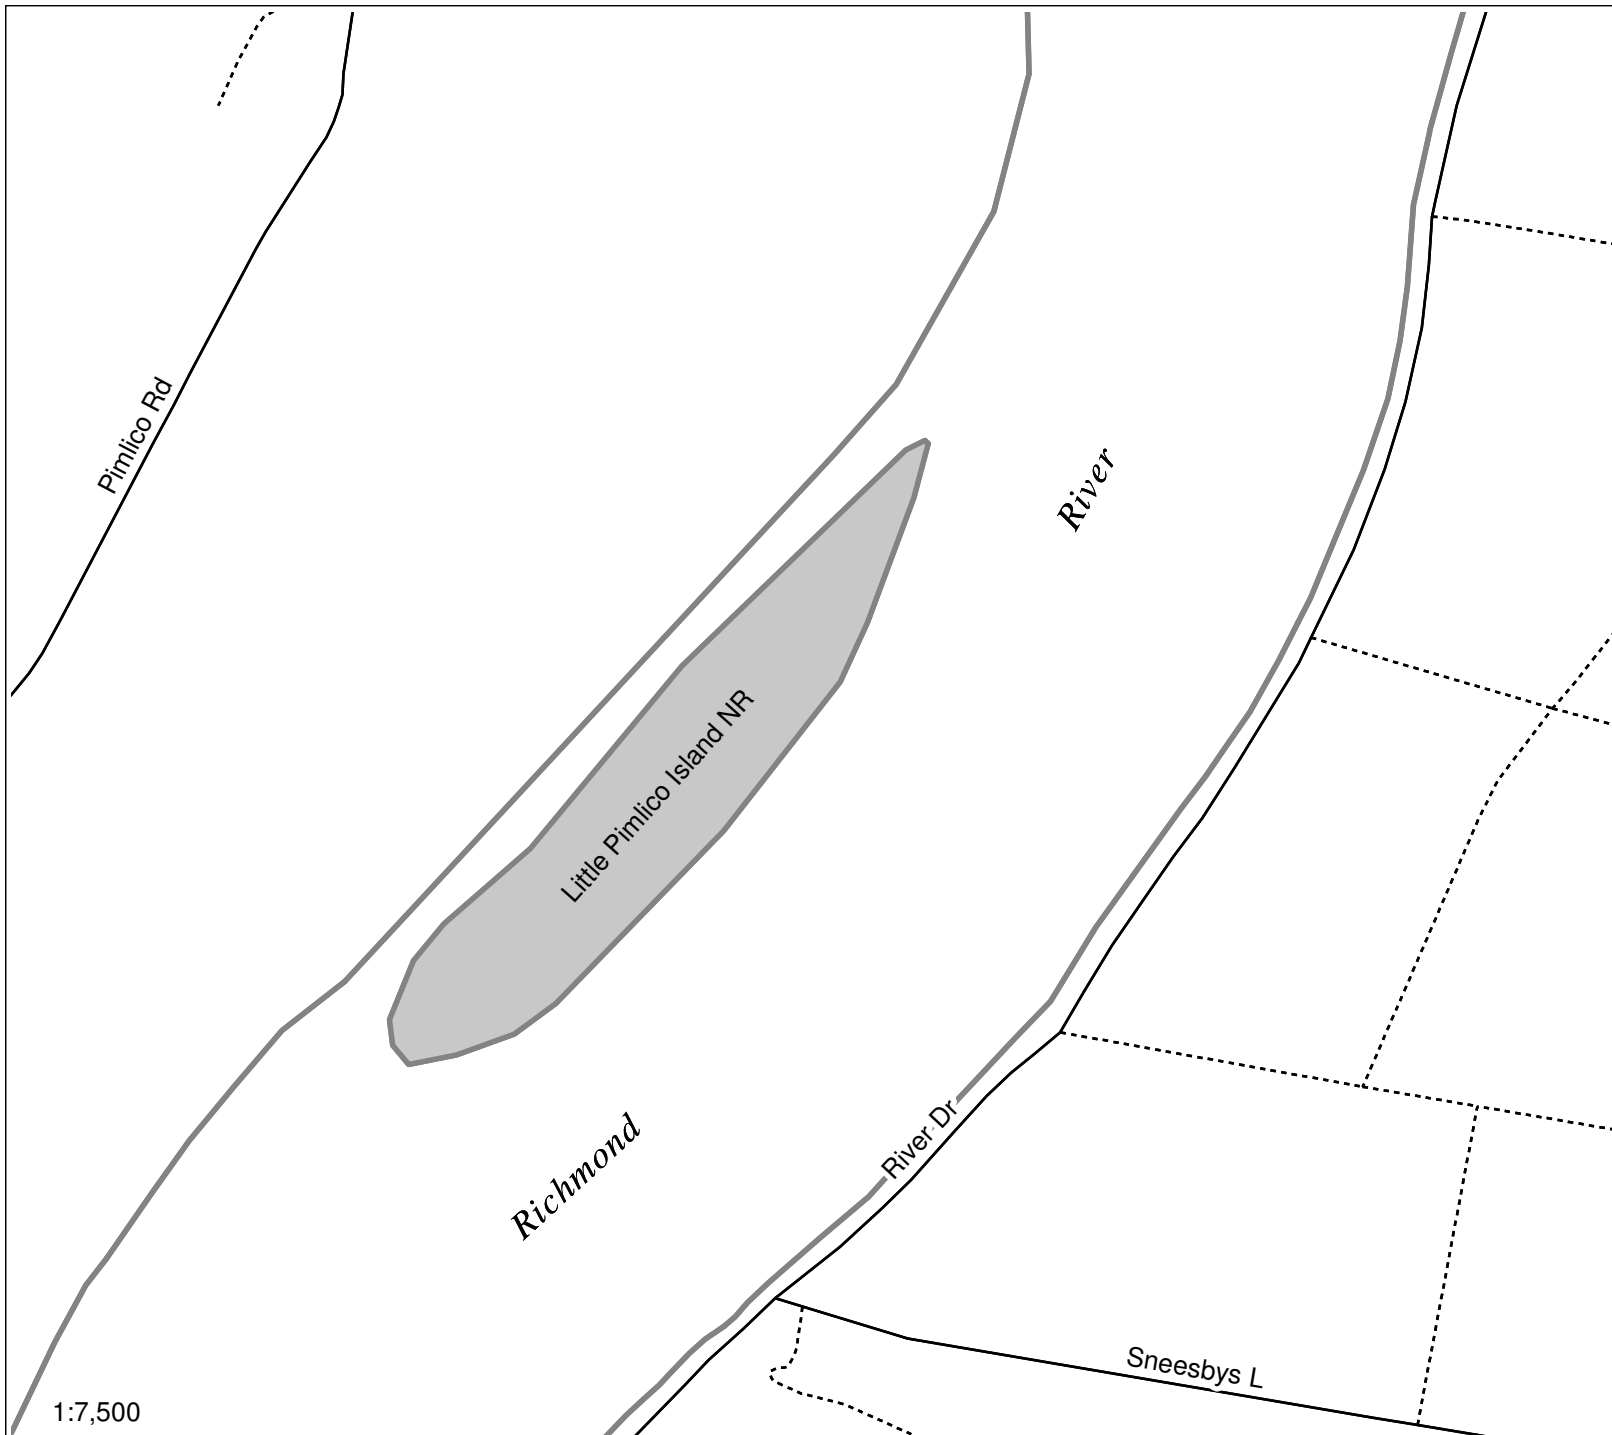 Pimlico Rd
River
Little Pimlico Island NR
River Dr
Richmond
Sneesbys L
1:7,500